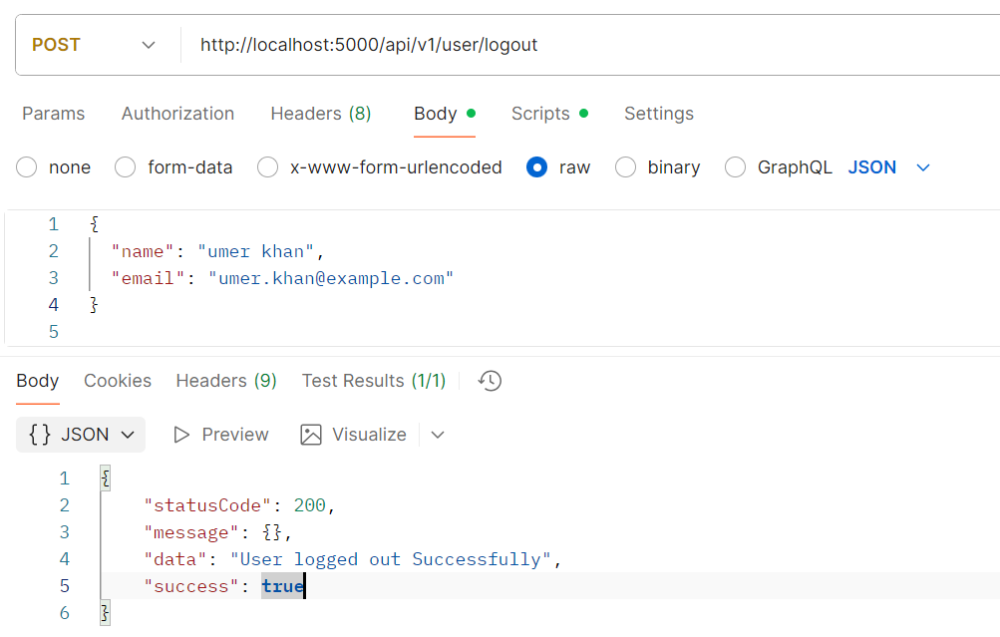 POST http://localhost:5000/api/v1/user/logout
Params Authorization Headers (8) Body Scripts Settings
none form-data x-www-form-urlencoded raw binary GraphQL JSON
1 {
2 "name": "umer khan",
3 "email": "umer.khan@example.com"
4 }
5
Body Cookies Headers (9) Test Results (1/1)
{} JSON Preview Visualize
1 {
2 "statusCode": 200,
3 "message": {},
4 "data": "User logged out Successfully",
5 "success": true
6 }